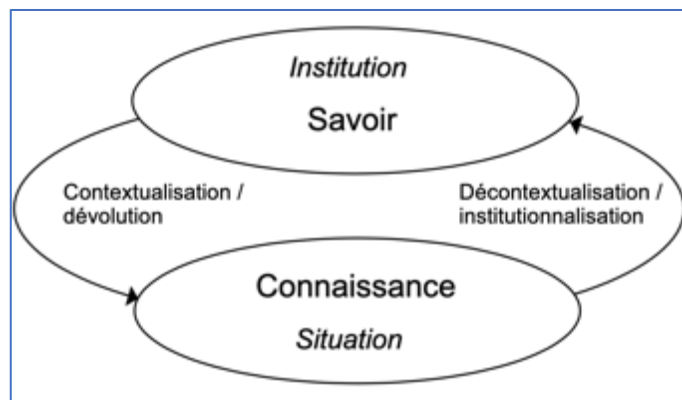 Institution
Savoir
Contextualisation /
dévolution
Décontextualisation /
institutionnalisation
Connaissance
Situation